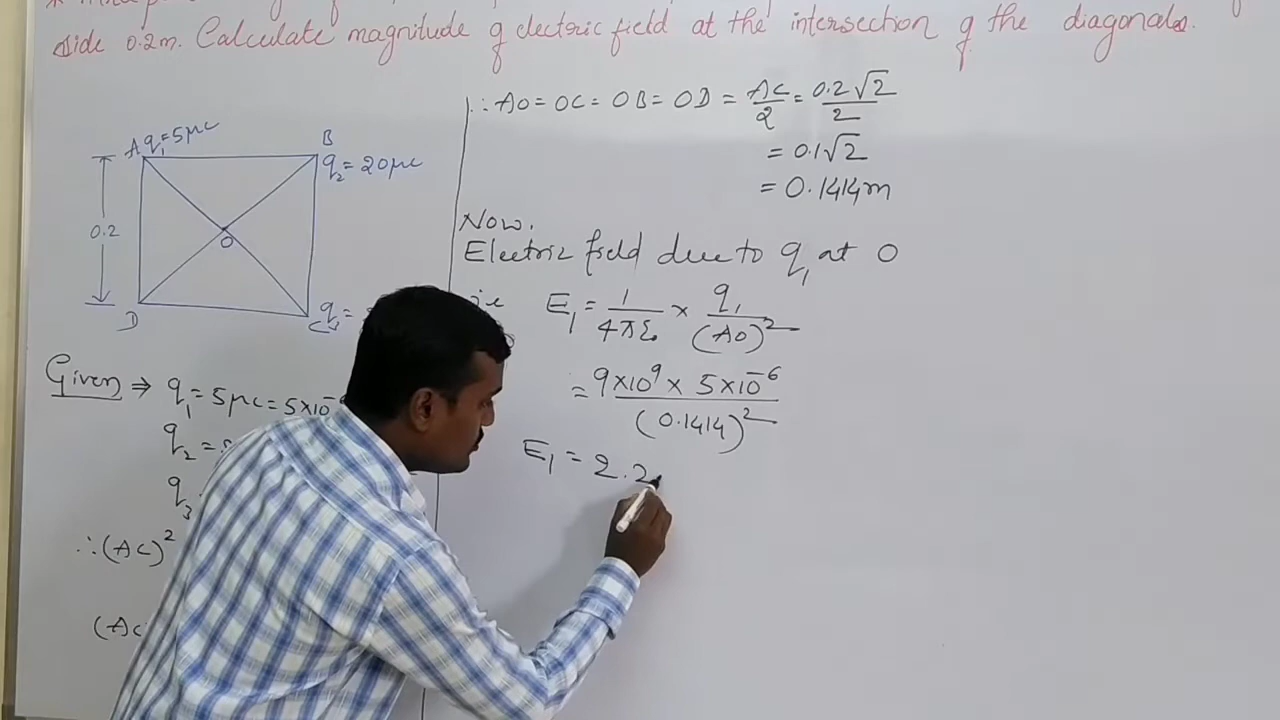 side 0.2m. Calculate magnitude of electric field at the intersection of the diagonals.
A q₁=5μc
B
q₂= 20μc
0.2
O
D
C
Given ⇒ q₁= 5μc=5×10⁻
q₂=
q₃
∴(AC)²
(AC
∴ AO=OC=OB=OD = AC/2 = 0.2√2/2
= 0.1√2
= 0.1414m
Now.
Electric field due to q₁ at O
ie E₁ = 1/4πε₀ × q₁/(AO)²
= 9×10⁹ × 5×10⁻⁶/(0.1414)²
E₁ = 2.2